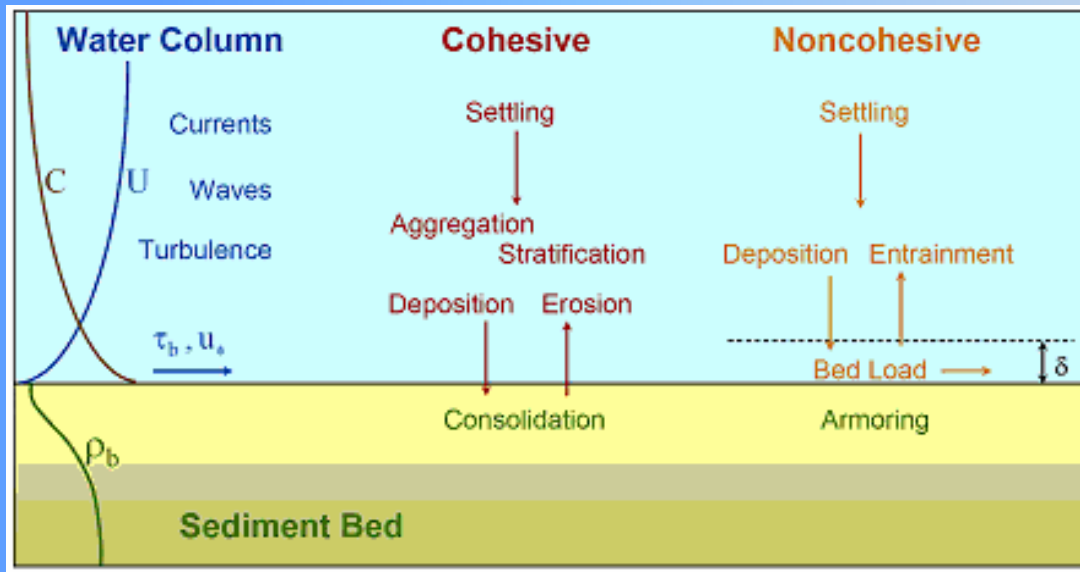 Water Column
Cohesive
Noncohesive
Settling
Settling
Currents
C
U
Waves
Aggregation
Turbulence
Stratification
Deposition
Entrainment
Deposition
Erosion
τb , u*
Bed Load
δ
Consolidation
Armoring
ρb
Sediment Bed